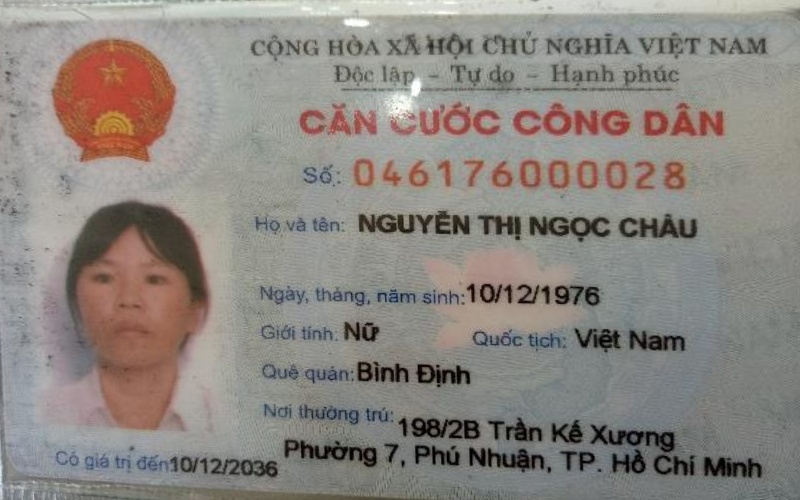 CỘNG HÒA XÃ HỘI CHỦ NGHĨA VIỆT NAM
Độc lập - Tự do - Hạnh phúc
CĂN CƯỚC CÔNG DÂN
Số: 046176000028
Họ và tên: NGUYỄN THỊ NGỌC CHÂU
Ngày, tháng, năm sinh: 10/12/1976
Giới tính: Nữ Quốc tịch: Việt Nam
Quê quán: Bình Định
Nơi thường trú: 198/2B Trần Kế Xương
Phường 7, Phú Nhuận, TP. Hồ Chí Minh
Có giá trị đến 10/12/2036